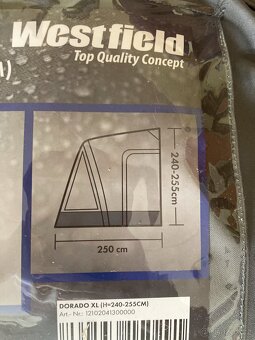 Westfield
Top Quality Concept
240-255cm
250 cm
DORADO XL (H=240-255CM)
Art.- Nr.: 12102041300000